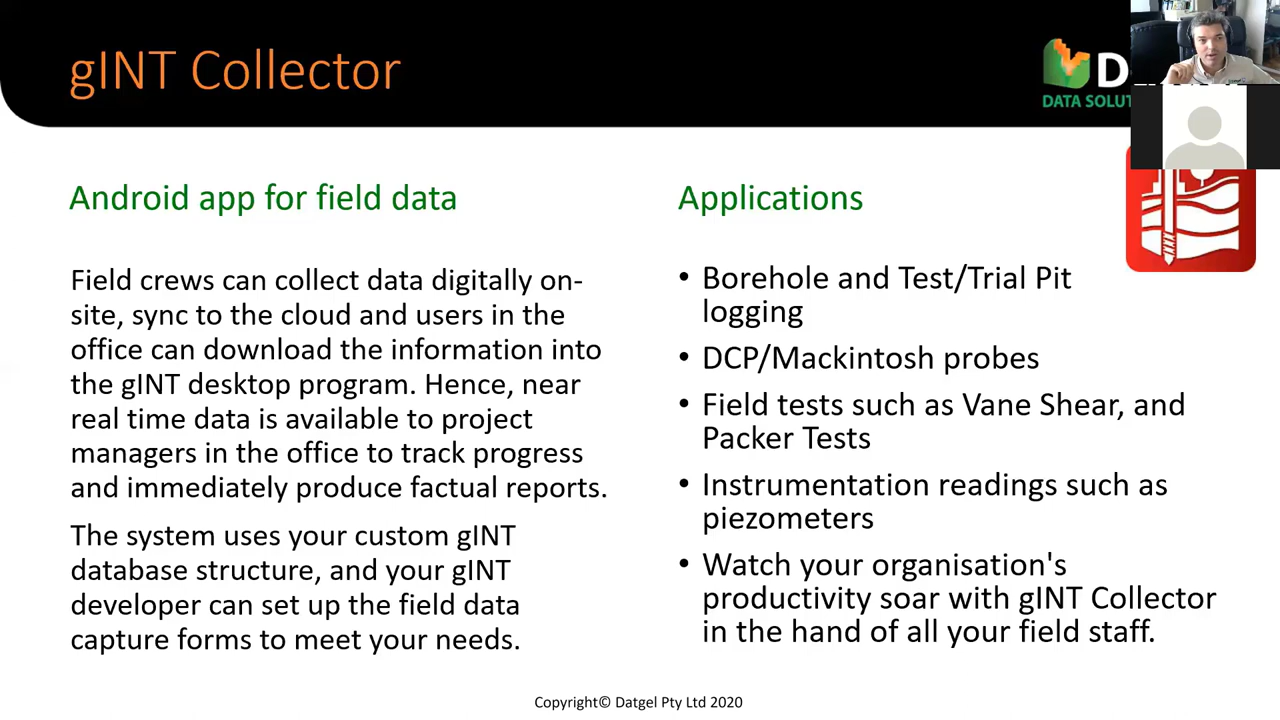 gINT Collector
DATA SOLU
Android app for field data
Field crews can collect data digitally on-
site, sync to the cloud and users in the
office can download the information into
the gINT desktop program. Hence, near
real time data is available to project
managers in the office to track progress
and immediately produce factual reports.
The system uses your custom gINT
database structure, and your gINT
developer can set up the field data
capture forms to meet your needs.
Applications
• Borehole and Test/Trial Pit
logging
• DCP/Mackintosh probes
• Field tests such as Vane Shear, and
Packer Tests
• Instrumentation readings such as
piezometers
• Watch your organisation's
productivity soar with gINT Collector
in the hand of all your field staff.
Copyright© Datgel Pty Ltd 2020